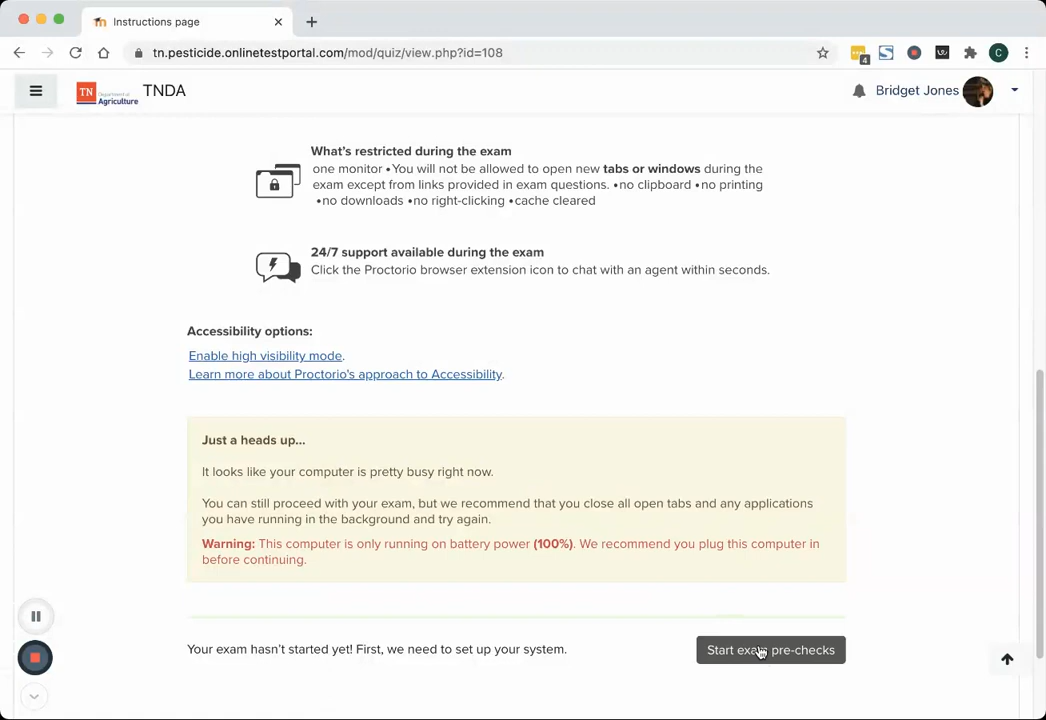 Instructions page
tn.pesticide.onlinetestportal.com/mod/quiz/view.php?id=108
4
C
TN Department of Agriculture
TNDA
Bridget Jones
What's restricted during the exam
one monitor •You will not be allowed to open new tabs or windows during the
exam except from links provided in exam questions. •no clipboard •no printing
•no downloads •no right-clicking •cache cleared
24/7 support available during the exam
Click the Proctorio browser extension icon to chat with an agent within seconds.
Accessibility options:
Enable high visibility mode.
Learn more about Proctorio's approach to Accessibility.
Just a heads up...
It looks like your computer is pretty busy right now.
You can still proceed with your exam, but we recommend that you close all open tabs and any applications
you have running in the background and try again.
Warning: This computer is only running on battery power (100%). We recommend you plug this computer in
before continuing.
Your exam hasn't started yet! First, we need to set up your system.
Start exam pre-checks